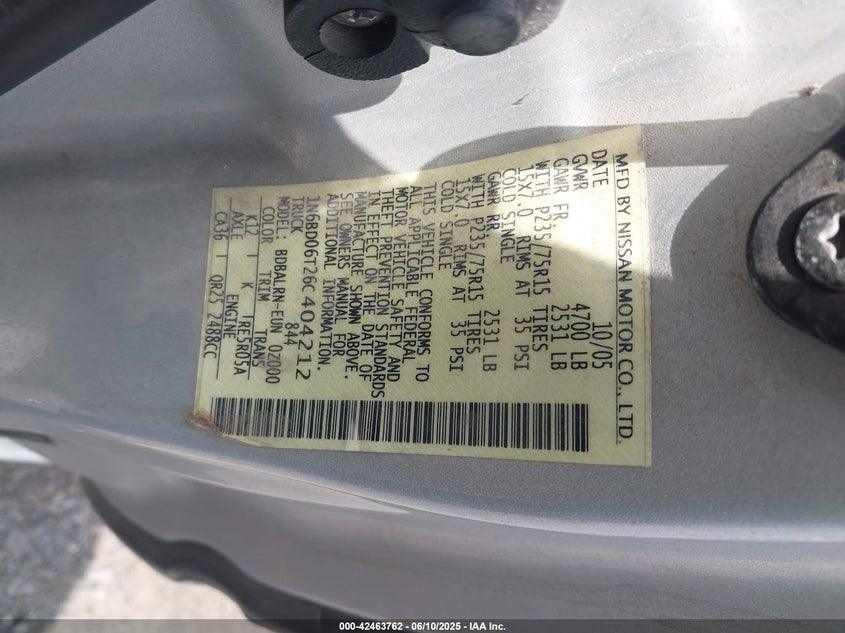 MFD BY NISSAN MOTOR CO., LTD.
DATE 10/05
GVWR 4700 LB
GAWR FR. 2531 LB
WITH P235/75R15 TIRES
15X7.0 RIMS AT 35 PSI
COLD SINGLE
GAWR RR. 2531 LB
WITH P235/75R15 TIRES
15X7.0 RIMS AT 35 PSI
COLD SINGLE
THIS VEHICLE CONFORMS TO
ALL APPLICABLE FEDERAL
MOTOR VEHICLE SAFETY AND
THEFT PREVENTION STANDARDS
IN EFFECT ON THE DATE OF
MANUFACTURE SHOWN ABOVE.
SEE OWNERS MANUAL FOR
ADDITIONAL INFORMATION.
1N6BD06T26C404212
TRUCK 844
MODEL: BDBALRN-EUN QZ000
COLOR TRIM TRANS
K12 K TRE5R05A
AXLE ENGINE
CA36 QR25 2488CC
000-42463762 - 06/10/2025 - IAA Inc.